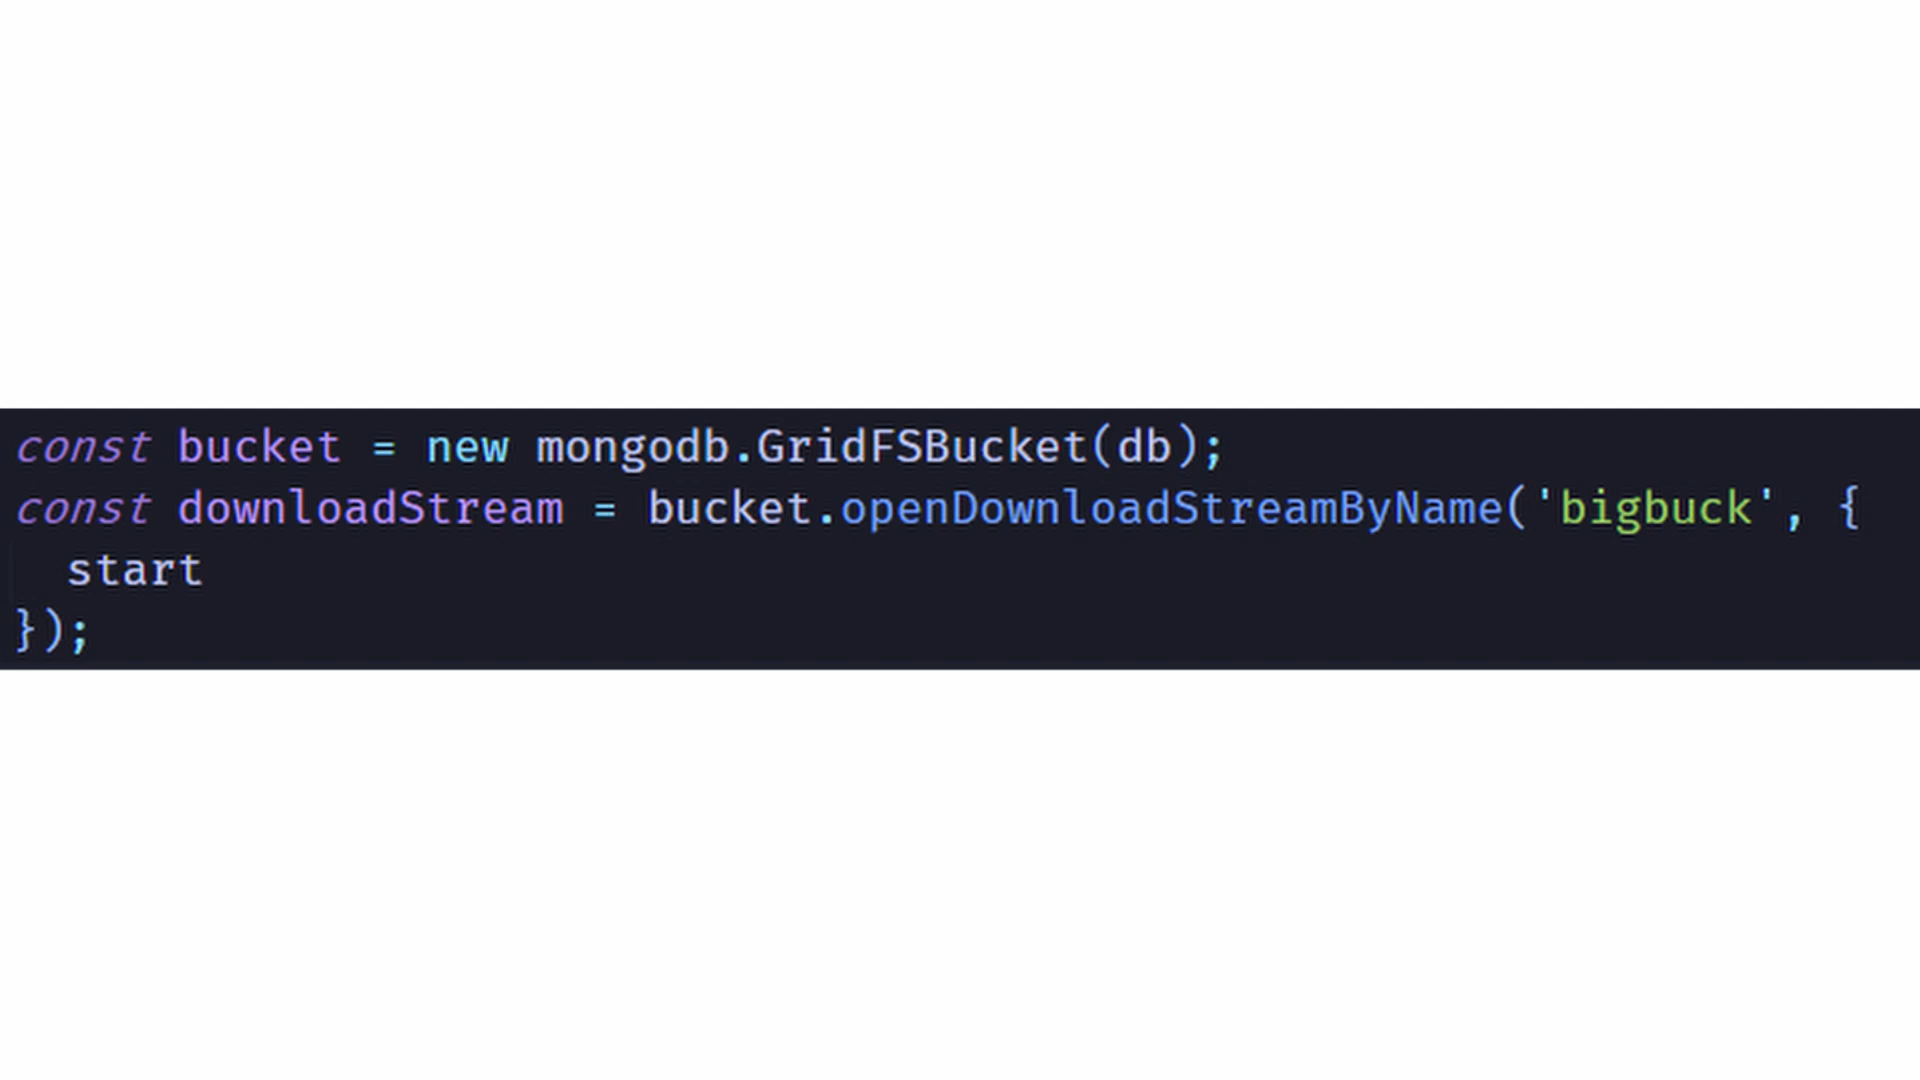 const bucket = new mongodb.GridFSBucket(db);
const downloadStream = bucket.openDownloadStreamByName('bigbuck', {
  start
});